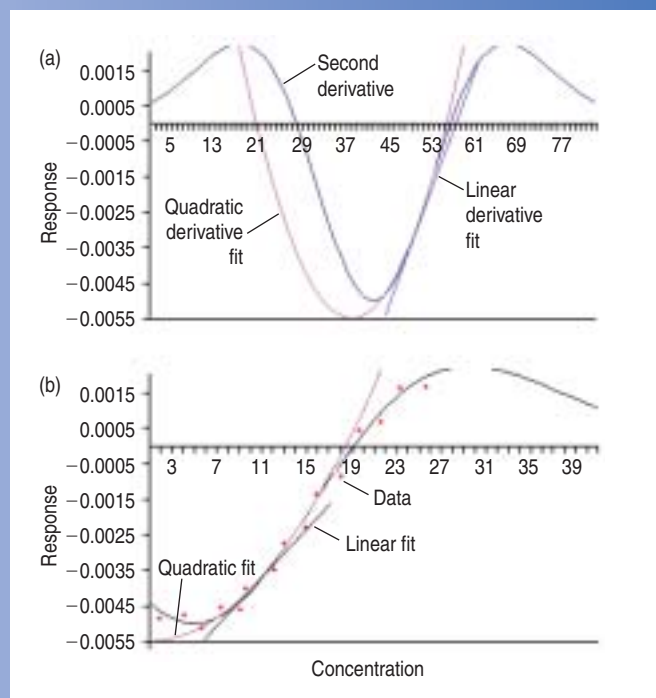 (a)
0.0015
0.0005
−0.0005
−0.0015
−0.0025
−0.0035
−0.0045
−0.0055
Response
Second
derivative
5 13 21 29 37 45 53 61 69 77
Quadratic
derivative
fit
Linear
derivative
fit
(b)
0.0015
0.0005
−0.0005
−0.0015
−0.0025
−0.0035
−0.0045
−0.0055
Response
3 7 11 15 19 23 27 31 35 39
Data
Linear fit
Quadratic fit
Concentration